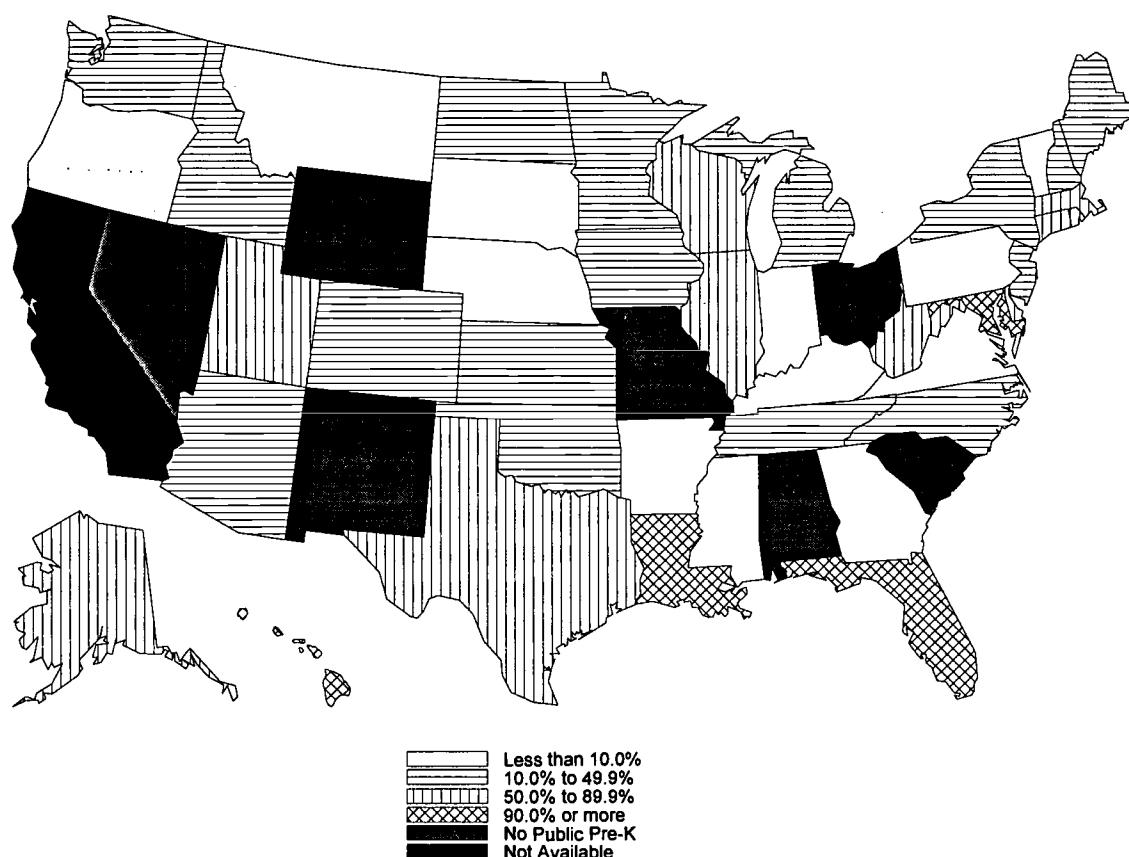 Less than 10.0%
10.0% to 49.9%
50.0% to 89.9%
90.0% or more
No Public Pre-K
Not Available